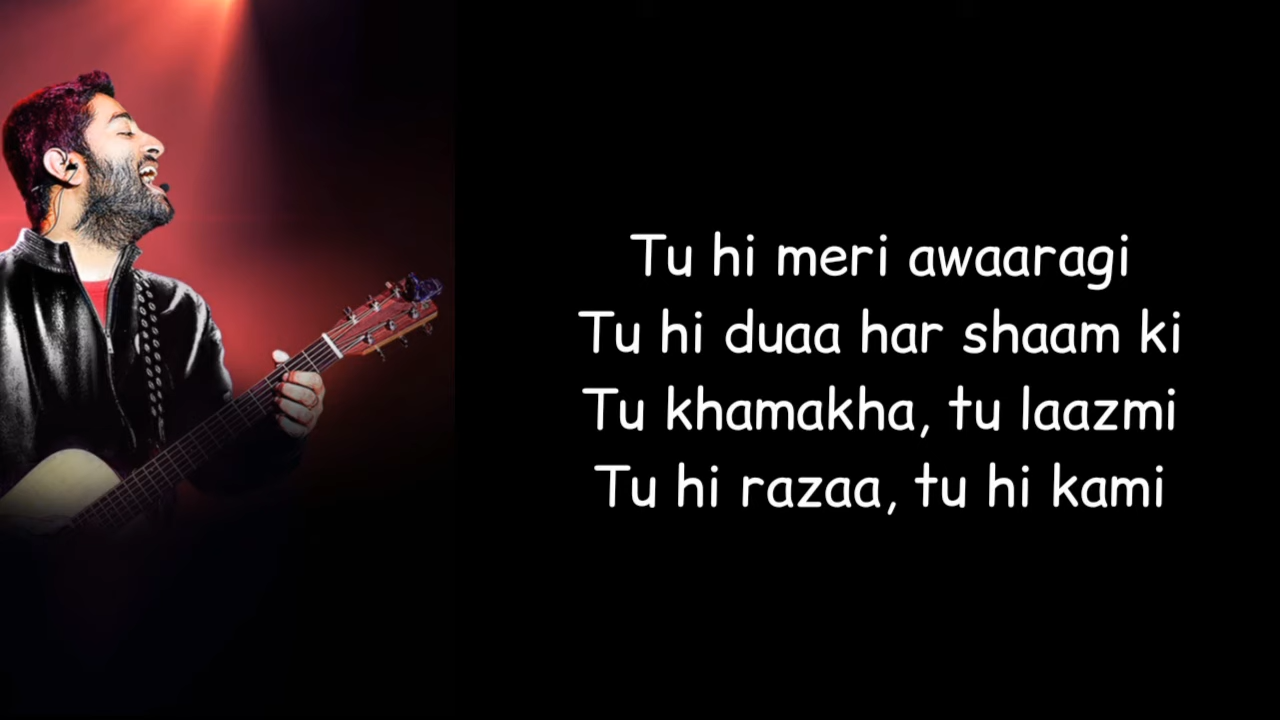 Tu hi meri awaaragi
Tu hi duaa har shaam ki
Tu khamakha, tu laazmi
Tu hi razaa, tu hi kami